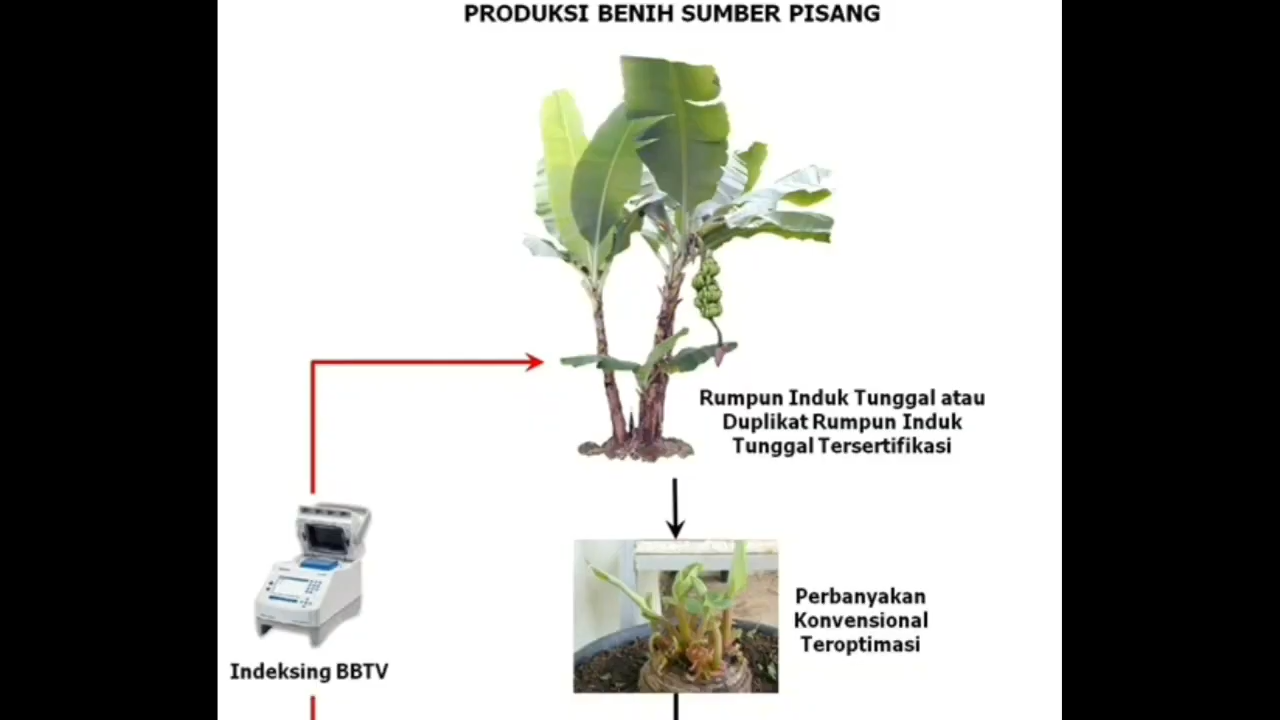 PRODUKSI BENIH SUMBER PISANG
Rumpun Induk Tunggal atau
Duplikat Rumpun Induk
Tunggal Tersertifikasi
Perbanyakan
Konvensional
Teroptimasi
Indeksing BBTV